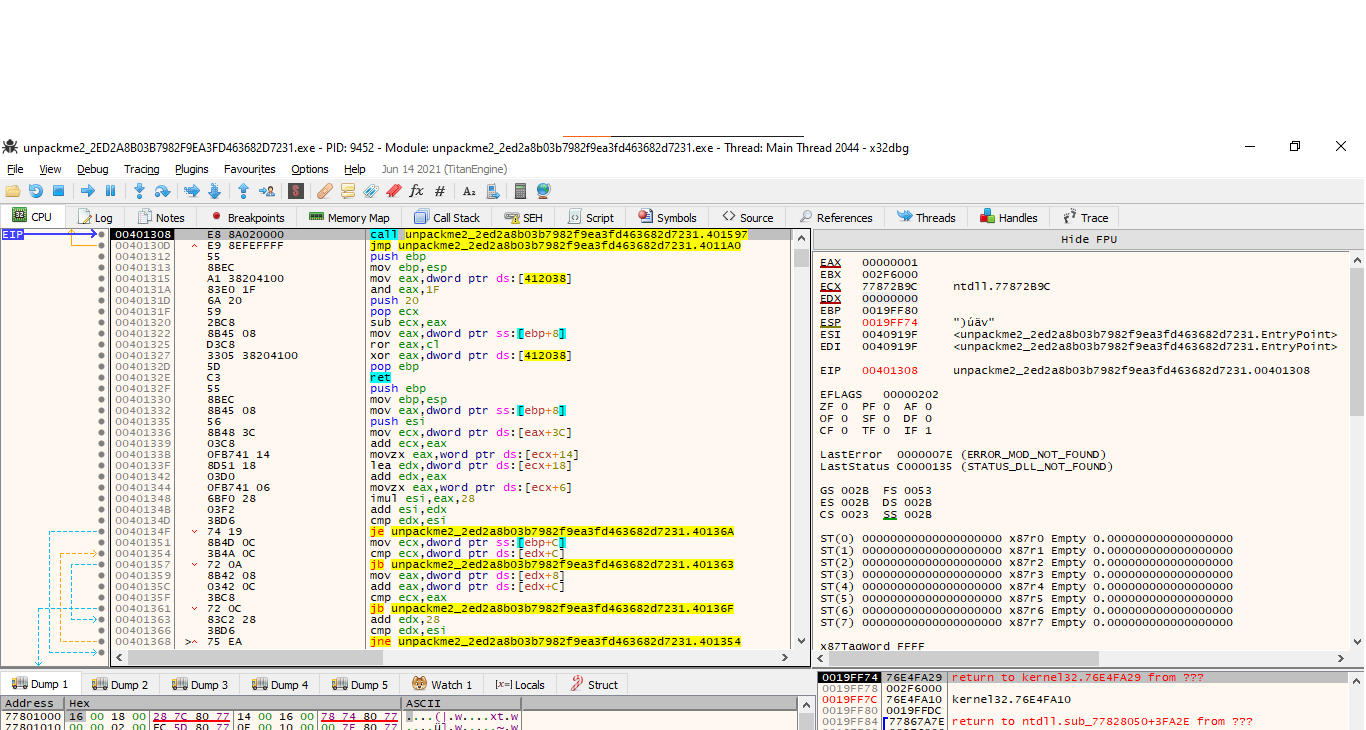 unpackme2_2ED2A8B03B7982F9EA3FD463682D7231.exe - PID: 9452 - Module: unpackme2_2ed2a8b03b7982f9ea3fd463682d7231.exe - Thread: Main Thread 2044 - x32dbg
File View Debug Tracing Plugins Favourites Options Help Jun 14 2021 (TitanEngine)
CPU Log Notes Breakpoints Memory Map Call Stack SEH Script Symbols Source References Threads Handles Trace
EIP
00401308 E8 8A020000 call unpackme2_2ed2a8b03b7982f9ea3fd463682d7231.401597
0040130D E9 8EFEFFFF jmp unpackme2_2ed2a8b03b7982f9ea3fd463682d7231.4011A0
00401312 55 push ebp
00401313 8BEC mov ebp,esp
00401315 A1 38204100 mov eax,dword ptr ds:[412038]
0040131A 83E0 1F and eax,1F
0040131D 6A 20 push 20
0040131F 59 pop ecx
00401320 2BC8 sub ecx,eax
00401322 8B45 08 mov eax,dword ptr ss:[ebp+8]
00401325 D3C8 ror eax,cl
00401327 3305 38204100 xor eax,dword ptr ds:[412038]
0040132D 5D pop ebp
0040132E C3 ret
0040132F 55 push ebp
00401330 8BEC mov ebp,esp
00401332 8B45 08 mov eax,dword ptr ss:[ebp+8]
00401335 56 push esi
00401336 8B48 3C mov ecx,dword ptr ds:[eax+3C]
00401339 03C8 add ecx,eax
0040133B 0FB741 14 movzx eax,word ptr ds:[ecx+14]
0040133F 8D51 18 lea edx,dword ptr ds:[ecx+18]
00401342 03D0 add edx,eax
00401344 0FB741 06 movzx eax,word ptr ds:[ecx+6]
00401348 6BF0 28 imul esi,eax,28
0040134B 03F2 add esi,edx
0040134D 3BD6 cmp edx,esi
0040134F 74 19 je unpackme2_2ed2a8b03b7982f9ea3fd463682d7231.40136A
00401351 8B4D 0C mov ecx,dword ptr ss:[ebp+C]
00401354 3B4A 0C cmp ecx,dword ptr ds:[edx+C]
00401357 72 0A jb unpackme2_2ed2a8b03b7982f9ea3fd463682d7231.401363
00401359 8B42 08 mov eax,dword ptr ds:[edx+8]
0040135C 0342 0C add eax,dword ptr ds:[edx+C]
0040135F 3BC8 cmp ecx,eax
00401361 72 0C jb unpackme2_2ed2a8b03b7982f9ea3fd463682d7231.40136F
00401363 83C2 28 add edx,28
00401366 3BD6 cmp edx,esi
00401368 75 EA jne unpackme2_2ed2a8b03b7982f9ea3fd463682d7231.401354
Hide FPU
EAX 00000001
EBX 002F6000
ECX 77872B9C ntdll.77872B9C
EDX 00000000
EBP 0019FF80
ESP 0019FF74 ")úäv"
ESI 0040919F <unpackme2_2ed2a8b03b7982f9ea3fd463682d7231.EntryPoint>
EDI 0040919F <unpackme2_2ed2a8b03b7982f9ea3fd463682d7231.EntryPoint>
EIP 00401308 unpackme2_2ed2a8b03b7982f9ea3fd463682d7231.00401308
EFLAGS 00000202
ZF 0 PF 0 AF 0
OF 0 SF 0 DF 0
CF 0 TF 0 IF 1
LastError 0000007E (ERROR_MOD_NOT_FOUND)
LastStatus C0000135 (STATUS_DLL_NOT_FOUND)
GS 002B FS 0053
ES 002B DS 002B
CS 0023 SS 002B
ST(0) 00000000000000000000 x87r0 Empty 0.000000000000000000
ST(1) 00000000000000000000 x87r1 Empty 0.000000000000000000
ST(2) 00000000000000000000 x87r2 Empty 0.000000000000000000
ST(3) 00000000000000000000 x87r3 Empty 0.000000000000000000
ST(4) 00000000000000000000 x87r4 Empty 0.000000000000000000
ST(5) 00000000000000000000 x87r5 Empty 0.000000000000000000
ST(6) 00000000000000000000 x87r6 Empty 0.000000000000000000
ST(7) 00000000000000000000 x87r7 Empty 0.000000000000000000
x87TagWord FFFF
Dump 1 Dump 2 Dump 3 Dump 4 Dump 5 Watch 1 [x=] Locals Struct
Address Hex ASCII
77801000 16 00 18 00 28 7C 80 77 14 00 16 00 78 74 80 77 ....(|.w....xt.w
0019FF74 76E4FA29 return to kernel32.76E4FA29 from ???
0019FF78 002F6000
0019FF7C 76E4FA10 kernel32.76E4FA10
0019FF80 0019FFDC
0019FF84 77867A7E return to ntdll.sub_77828050+3FA2E from ???